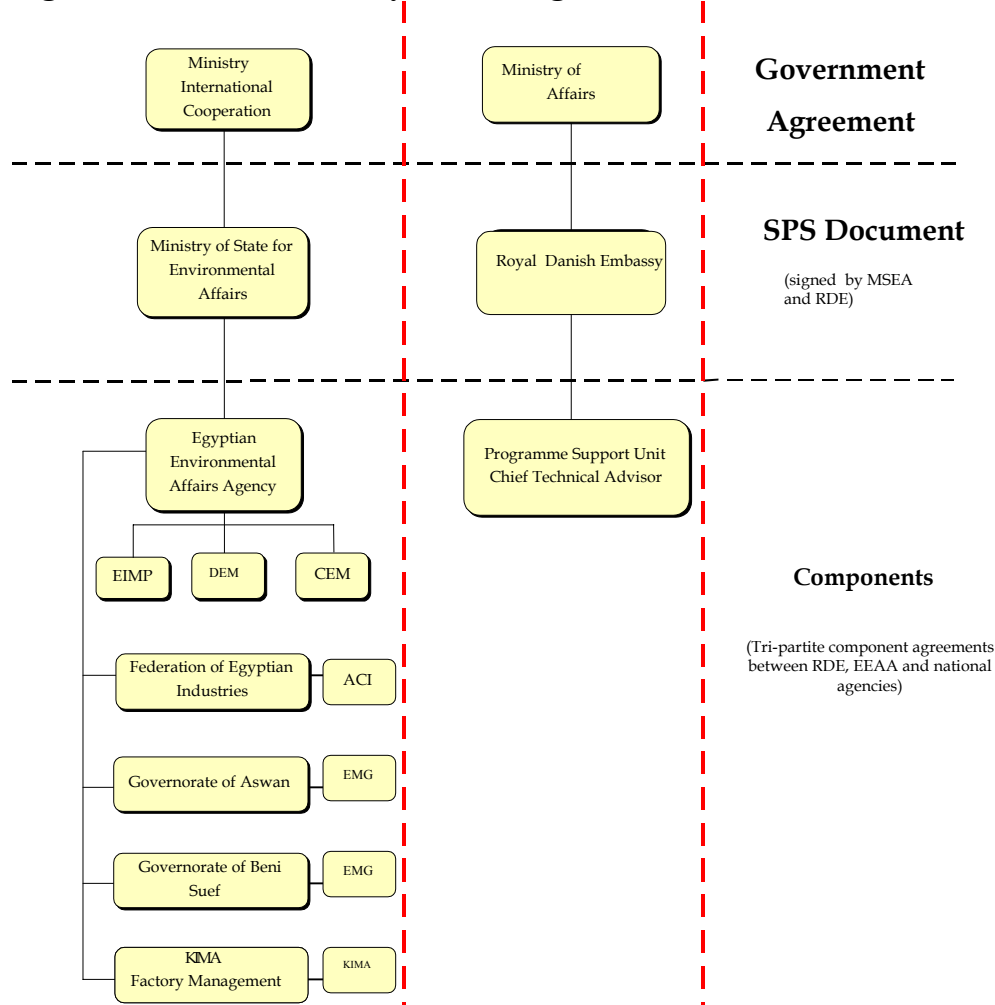 Ministry
International
Cooperation
Ministry of
Affairs
Government
Agreement
Ministry of State for
Environmental
Affairs
Royal Danish Embassy
SPS Document
(signed by MSEA
and RDE)
Egyptian
Environmental
Affairs Agency
Programme Support Unit
Chief Technical Advisor
EIMP
DEM
CEM
Components
(Tri-partite component agreements
between RDE, EEAA and national
agencies)
Federation of Egyptian
Industries
ACI
Governorate of Aswan
EMG
Governorate of Beni
Suef
EMG
KIMA
Factory Management
KIMA